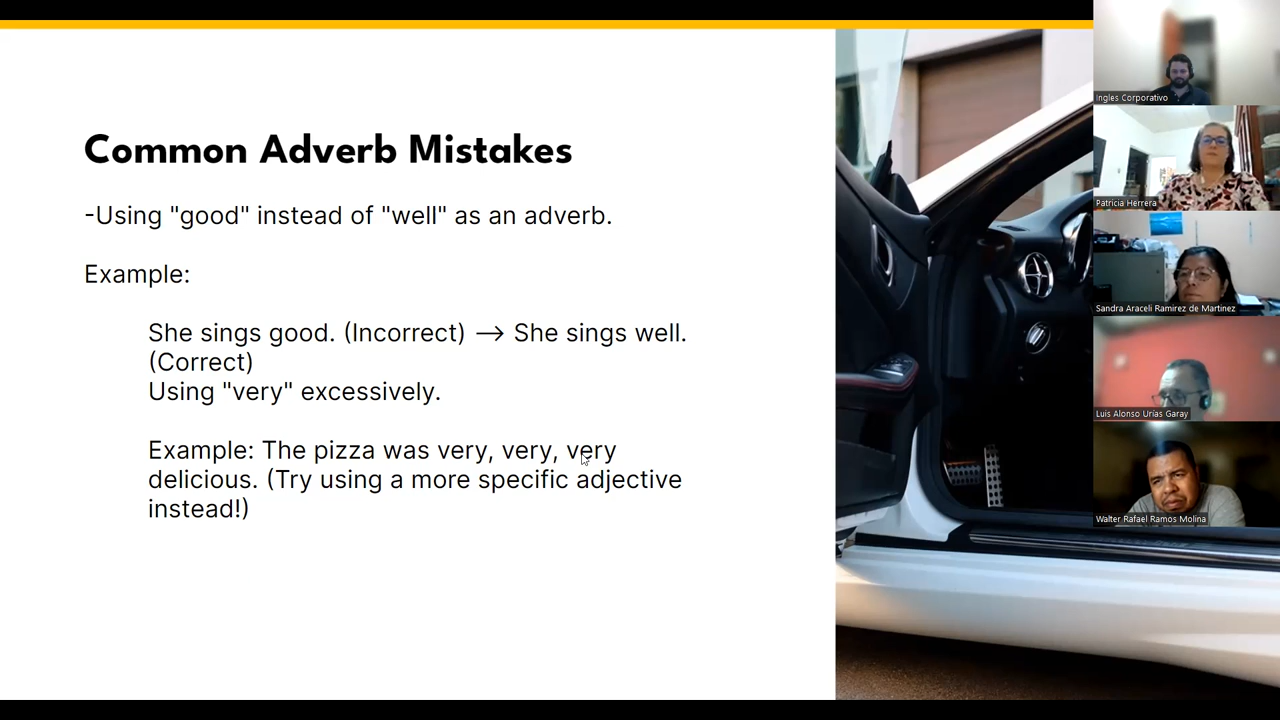 Common Adverb Mistakes
-Using "good" instead of "well" as an adverb.
Example:
She sings good. (Incorrect) --> She sings well.
(Correct)
Using "very" excessively.
Example: The pizza was very, very, very
delicious. (Try using a more specific adjective
instead!)
Ingles Corporativo
Patricia Herrera
Sandra Araceli Ramirez de Martinez
Luis Alonso Urías Garay
Walter Rafael Ramos Molina